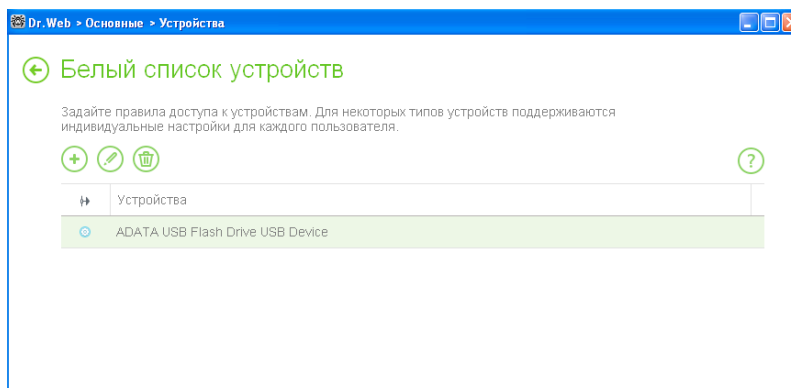 Dr.Web > Основные > Устройства
Белый список устройств
Задайте правила доступа к устройствам. Для некоторых типов устройств поддерживаются
индивидуальные настройки для каждого пользователя.
?
Устройства
ADATA USB Flash Drive USB Device